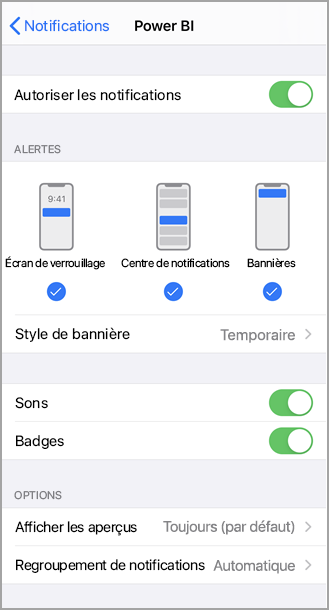 Notifications Power BI
Autoriser les notifications
ALERTES
9:41
Écran de verrouillage Centre de notifications Bannières
Style de bannière Temporaire
Sons
Badges
OPTIONS
Afficher les aperçus Toujours (par défaut)
Regroupement de notifications Automatique